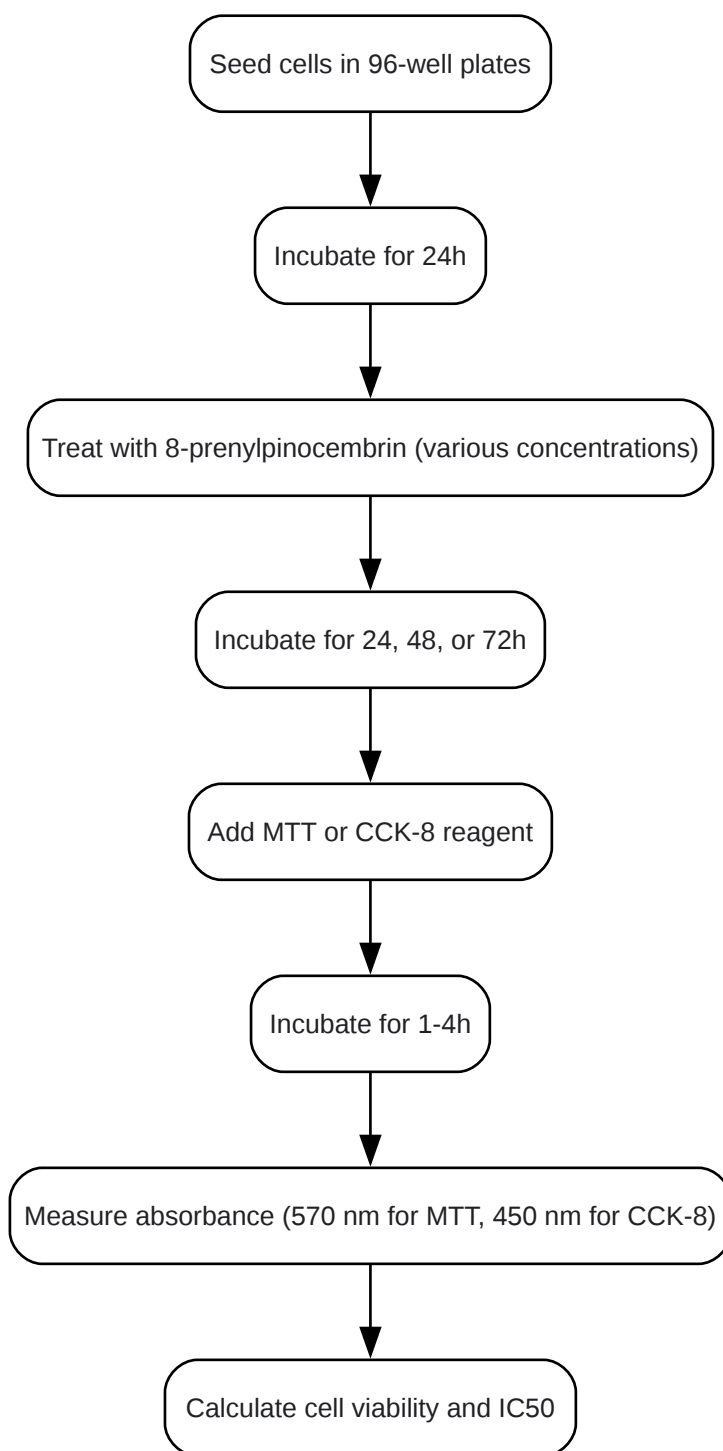 Seed cells in 96-well plates
Incubate for 24h
Treat with 8-prenylpinocembrin (various concentrations)
Incubate for 24, 48, or 72h
Add MTT or CCK-8 reagent
Incubate for 1-4h
Measure absorbance (570 nm for MTT, 450 nm for CCK-8)
Calculate cell viability and IC50